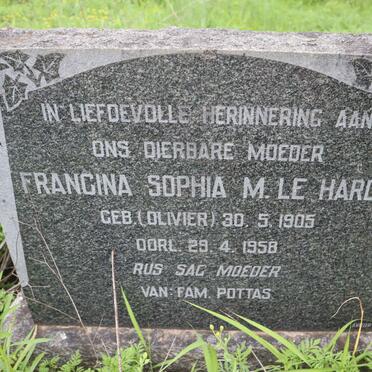 IN LIEFDEVOLLE HERINNERING AAN
ONS DIERBARE MOEDER
FRANCINA SOPHIA M. LE HARD
GEB. (OLIVIER) 30. 5. 1905
OORL. 29. 4. 1958
RUS SAG MOEDER
VAN: FAM. POTTAS